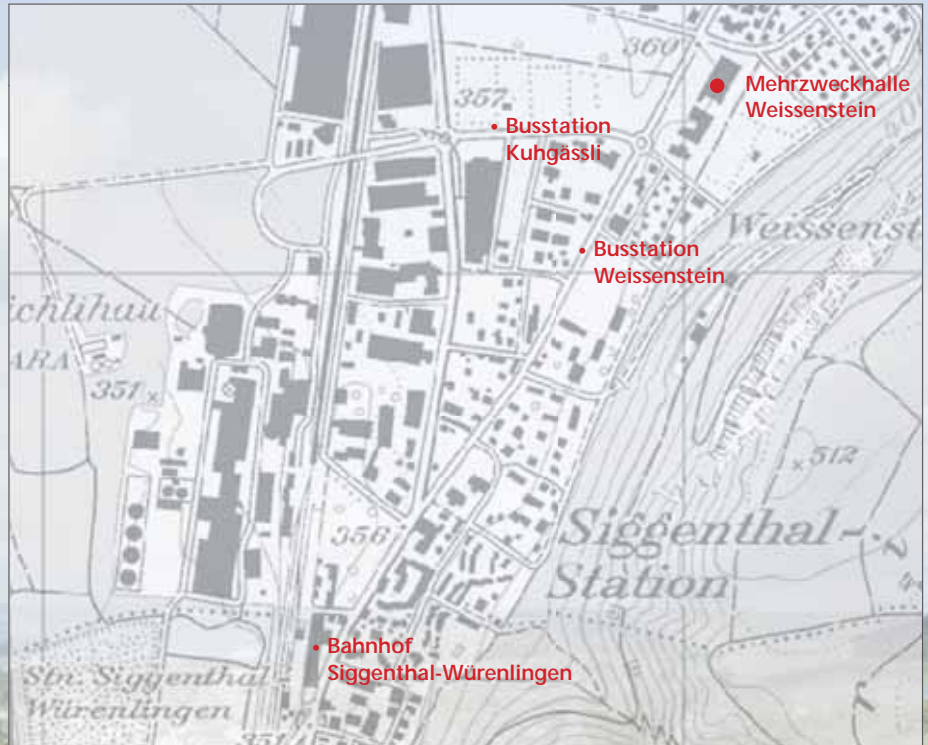 360
Mehrzweckhalle
Weissenstein
357
• Busstation
Kuhgässli
Weissenst
• Busstation
Weissenstein
ichlihau
ARA
351
512
Siggenthal-
Station
356
• Bahnhof
Siggenthal-Würenlingen
Stn. Siggenthal-
Würenlingen